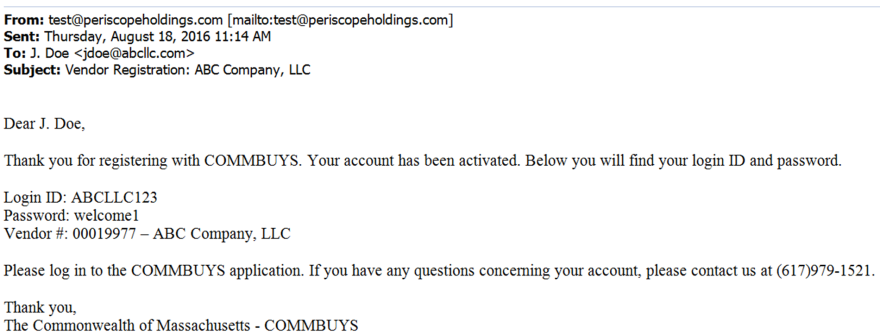 From: test@periscopeholdings.com [mailto:test@periscopeholdings.com]
Sent: Thursday, August 18, 2016 11:14 AM
To: J. Doe <jdoe@abcllc.com>
Subject: Vendor Registration: ABC Company, LLC
Dear J. Doe,
Thank you for registering with COMMBUYS. Your account has been activated. Below you will find your login ID and password.
Login ID: ABCLLC123
Password: welcome1
Vendor #: 00019977 – ABC Company, LLC
Please log in to the COMMBUYS application. If you have any questions concerning your account, please contact us at (617)979-1521.
Thank you,
The Commonwealth of Massachusetts - COMMBUYS